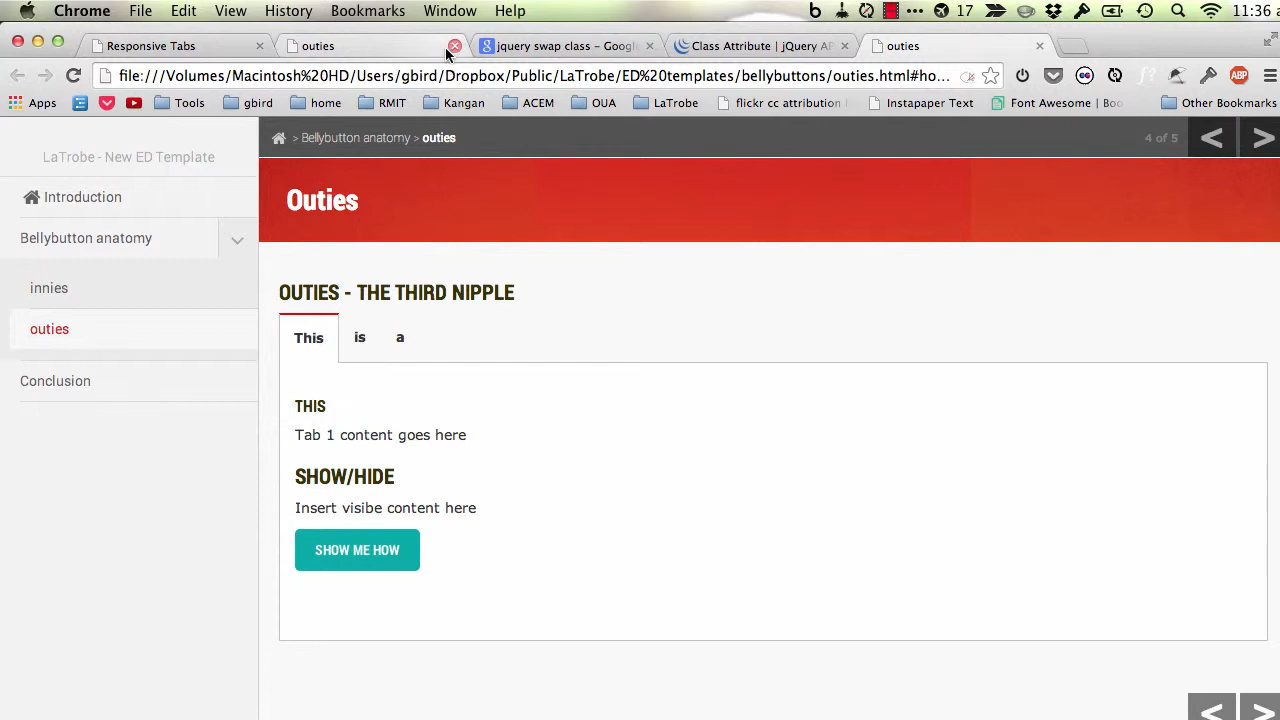 Chrome File Edit View History Bookmarks Window Help 17 11:36
Responsive Tabs outies jquery swap class – Google Class Attribute | jQuery AP outies
file:///Volumes/Macintosh%20HD/Users/gbird/Dropbox/Public/LaTrobe/ED%20templates/bellybuttons/outies.html#ho... ABP
Apps Tools gbird home RMIT Kangan ACEM OUA LaTrobe flickr cc attribution Instapaper Text Font Awesome | Boo Other Bookmarks
> Bellybutton anatomy > outies 4 of 5 < >
LaTrobe - New ED Template
Introduction
Bellybutton anatomy
innies
outies
Conclusion
Outies
OUTIES - THE THIRD NIPPLE
This is a
THIS
Tab 1 content goes here
SHOW/HIDE
Insert visibe content here
SHOW ME HOW
< >